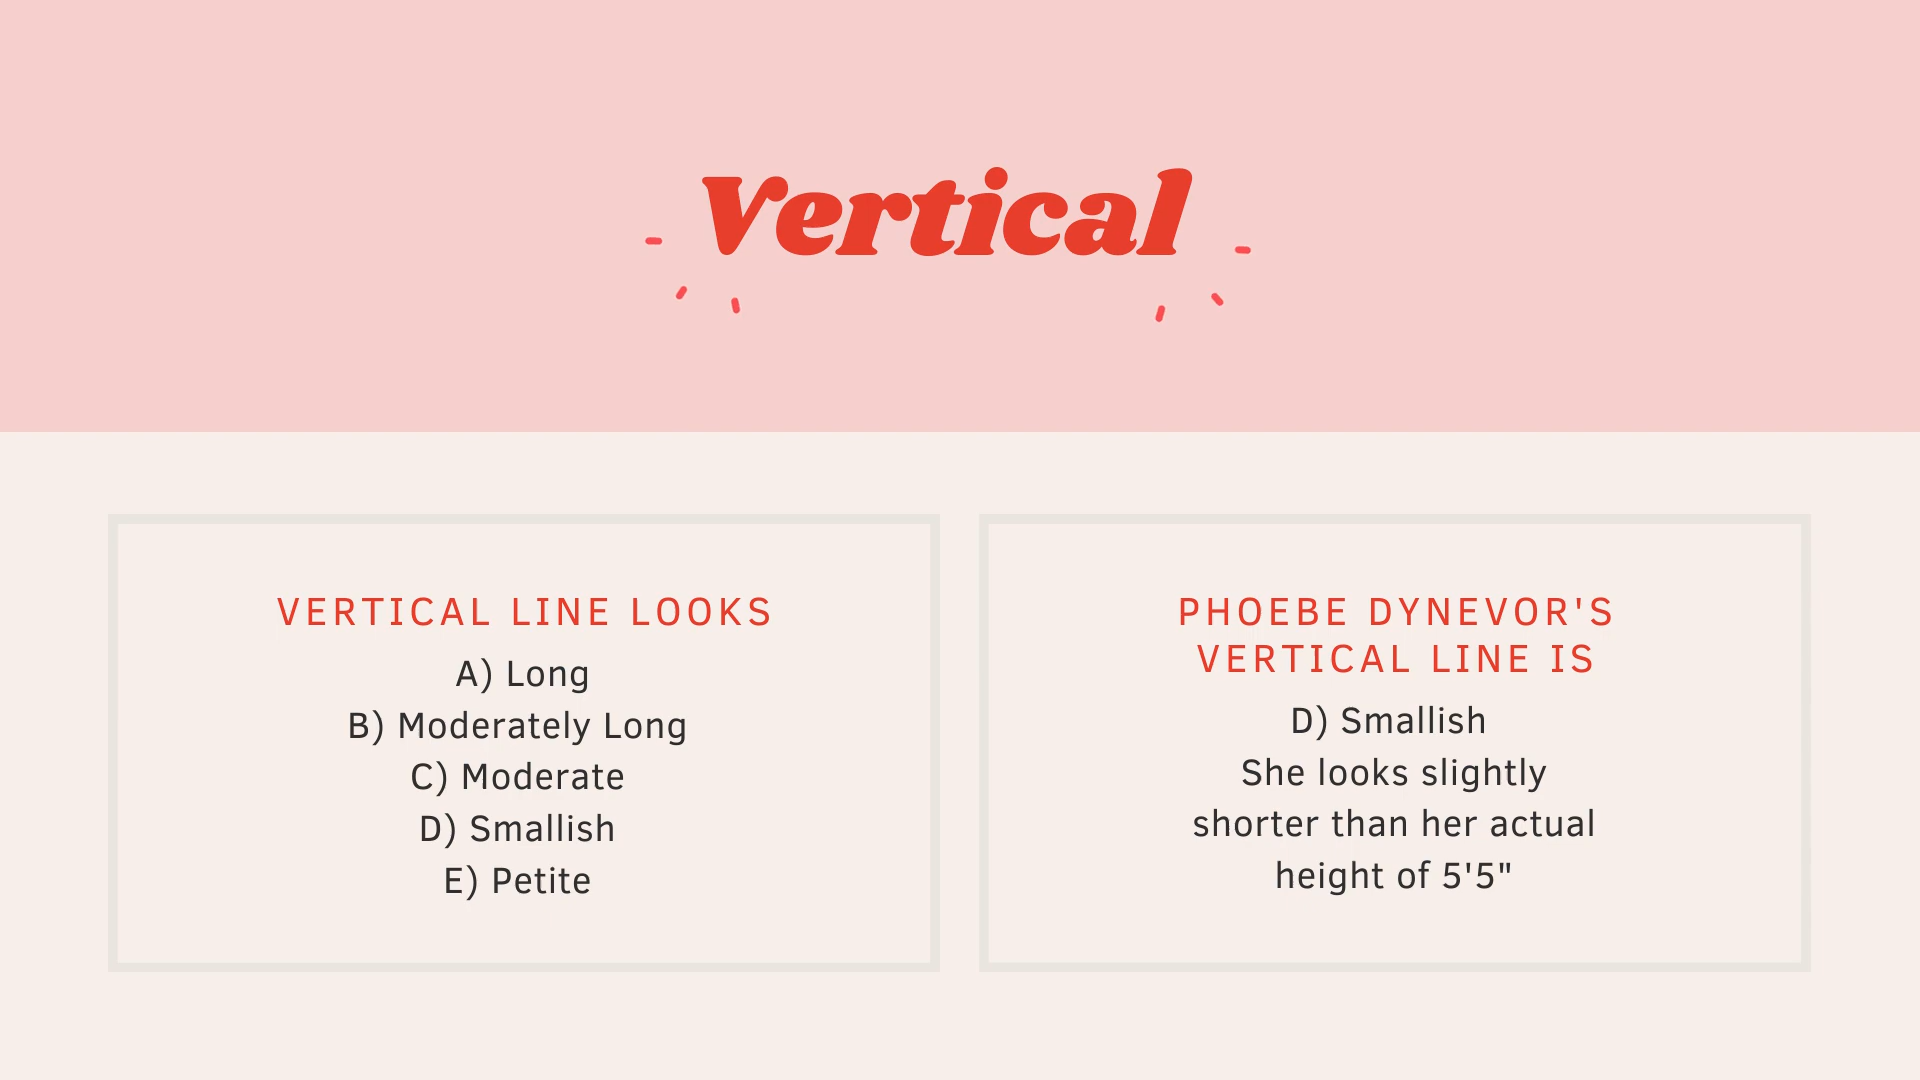 Vertical
VERTICAL LINE LOOKS
A) Long
B) Moderately Long
C) Moderate
D) Smallish
E) Petite
PHOEBE DYNEVOR'S
VERTICAL LINE IS
D) Smallish
She looks slightly
shorter than her actual
height of 5'5"